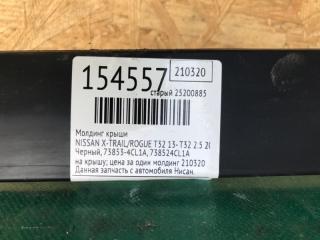 154557
210320
старый 25200885
Молдинг крыши
NISSAN X-TRAIL/ROGUE T32 13- T32 2.5 20
Черный, 73853-4CL1A, 738524CL1A
на крышу; цена за один молдинг 210320
Данная запчасть с автомобиля Нисан.